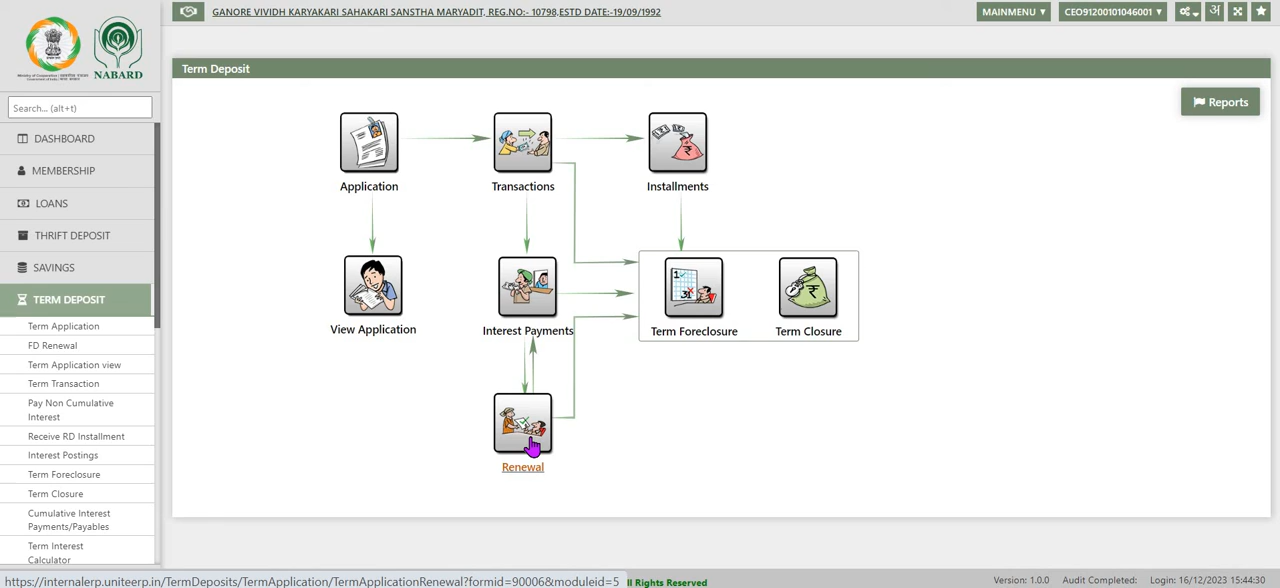 GANORE VIVIDH KARYAKARI SAHAKARI SANSTHA MARYADIT, REG.NO:- 10798,ESTD DATE:-19/09/1992
MAINMENU
CEO91200101046001
अ
NABARD
Term Deposit
Search... (alt+t)
Reports
DASHBOARD
MEMBERSHIP
LOANS
THRIFT DEPOSIT
SAVINGS
TERM DEPOSIT
Term Application
FD Renewal
Term Application view
Term Transaction
Pay Non Cumulative
Interest
Receive RD Installment
Interest Postings
Term Foreclosure
Term Closure
Cumulative Interest
Payments/Payables
Term Interest
Calculator
Application
Transactions
Installments
View Application
Interest Payments
Term Foreclosure
Term Closure
Renewal
https://internalerp.uniteerp.in/TermDeposits/TermApplication/TermApplicationRenewal?formid=90006&moduleid=5
ll Rights Reserved
Version: 1.0.0
Audit Completed:
Login: 16/12/2023 15:44:30